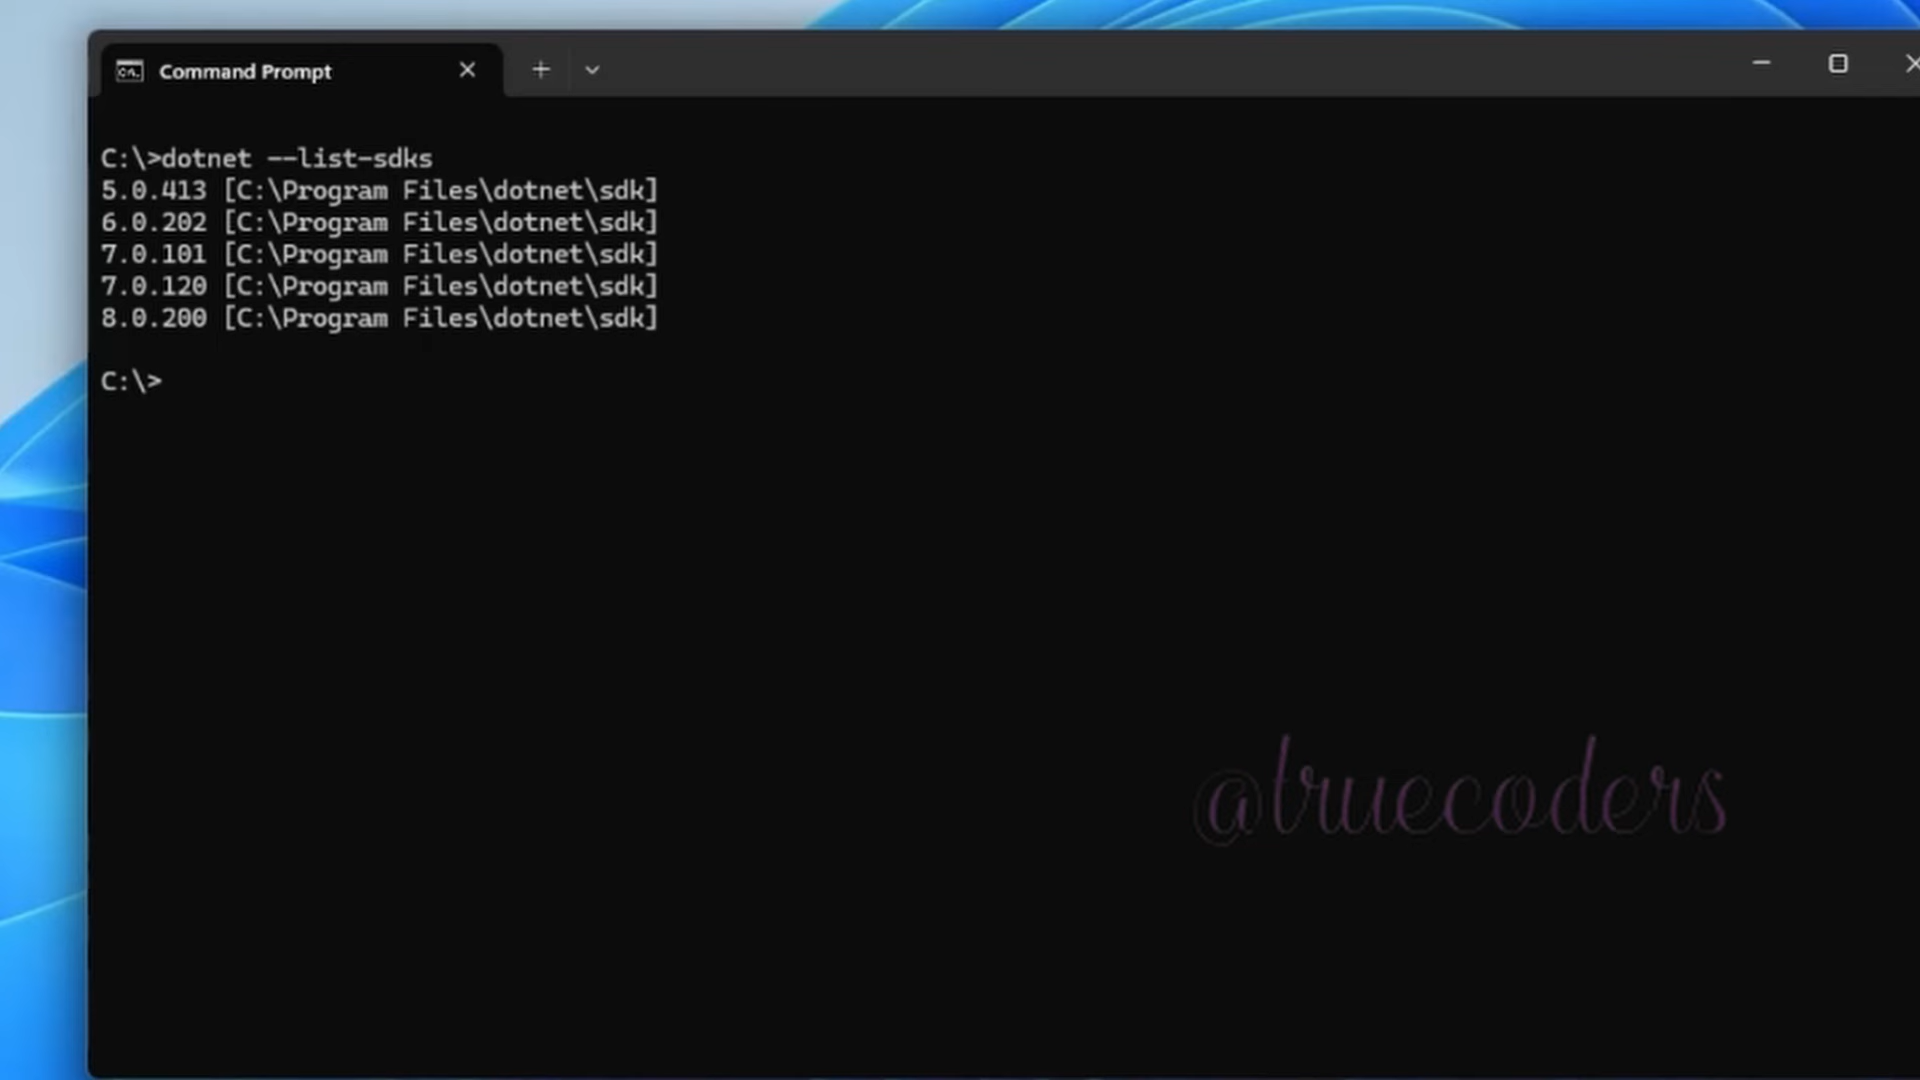 Command Prompt
C:\>dotnet --list-sdks
5.0.413 [C:\Program Files\dotnet\sdk]
6.0.202 [C:\Program Files\dotnet\sdk]
7.0.101 [C:\Program Files\dotnet\sdk]
7.0.120 [C:\Program Files\dotnet\sdk]
8.0.200 [C:\Program Files\dotnet\sdk]
C:\>
@truecoders